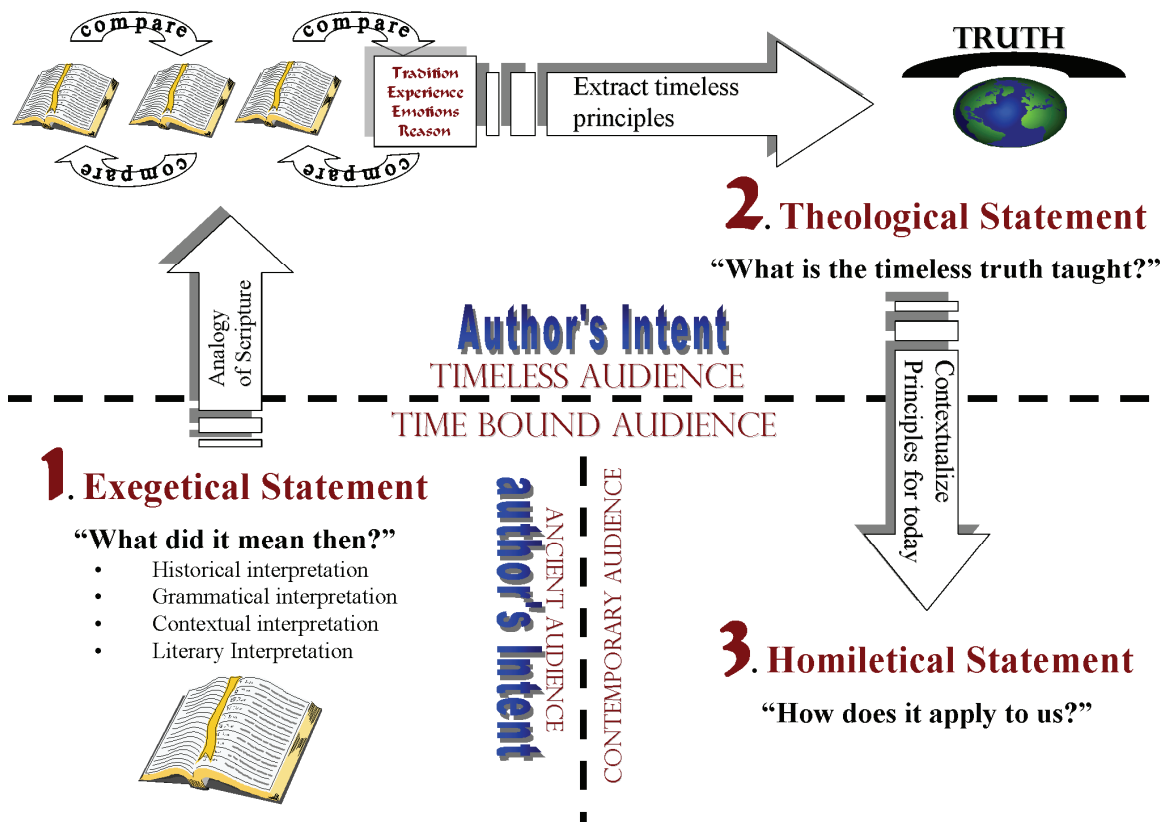 compare
compare
compare
compare
Tradition
Experience
Emotions
Reason
Extract timeless
principles
TRUTH
2. Theological Statement
“What is the timeless truth taught?”
Analogy
of Scripture
Author's Intent
TIMELESS AUDIENCE
TIME BOUND AUDIENCE
Contextualize
Principles for today
1. Exegetical Statement
“What did it mean then?”
• Historical interpretation
• Grammatical interpretation
• Contextual interpretation
• Literary Interpretation
author's Intent
ANCIENT AUDIENCE
CONTEMPORARY AUDIENCE
3. Homiletical Statement
“How does it apply to us?”